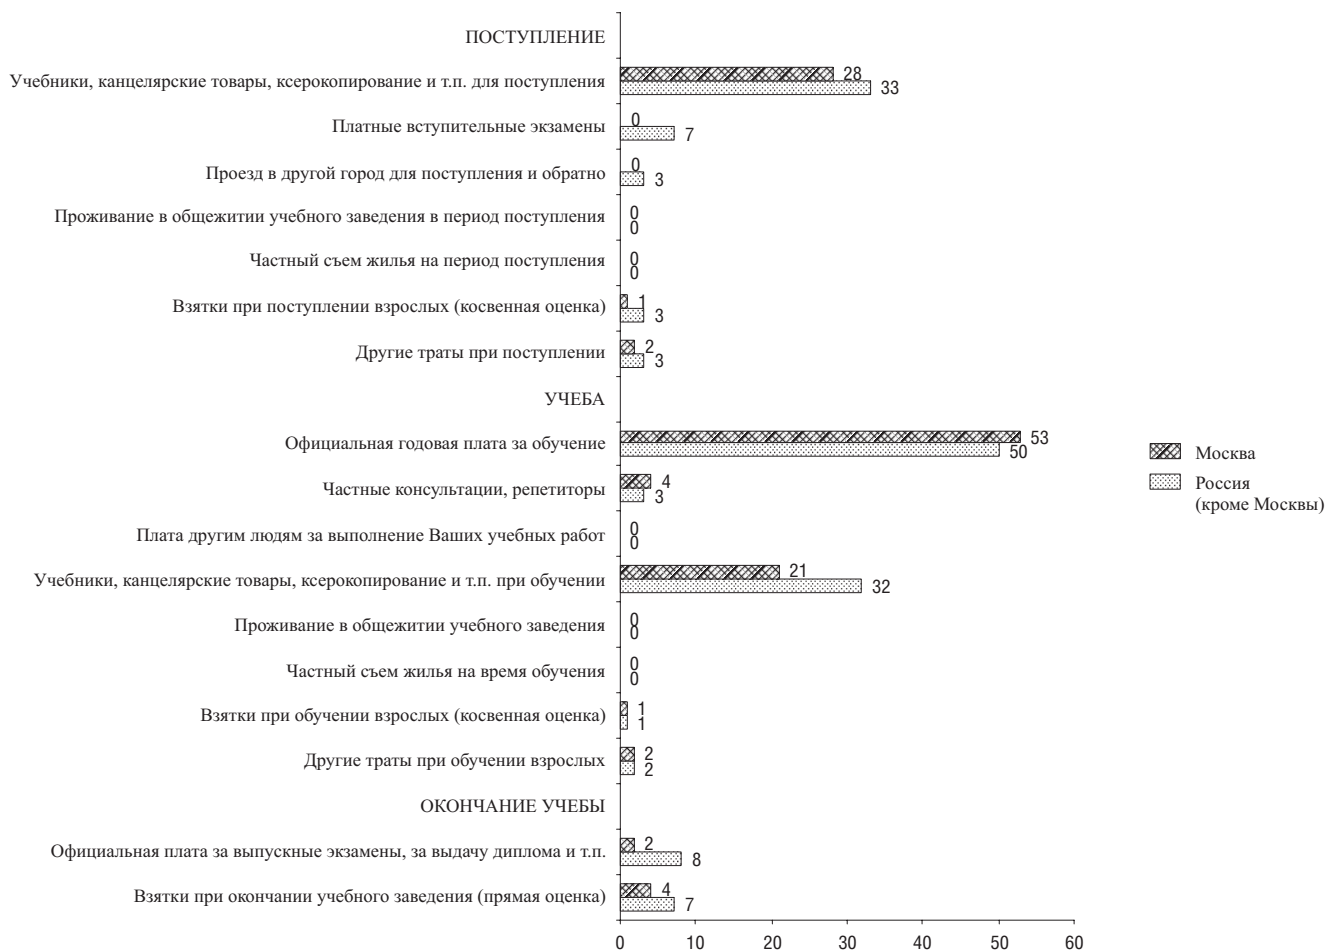 ПОСТУПЛЕНИЕ
Учебники, канцелярские товары, ксерокопирование и т.п. для поступления
28
33
Платные вступительные экзамены
0
7
Проезд в другой город для поступления и обратно
0
3
Проживание в общежитии учебного заведения в период поступления
0
0
Частный съем жилья на период поступления
0
0
Взятки при поступлении взрослых (косвенная оценка)
1
3
Другие траты при поступлении
2
3
УЧЕБА
Официальная годовая плата за обучение
53
50
Частные консультации, репетиторы
4
3
Плата другим людям за выполнение Ваших учебных работ
0
0
Учебники, канцелярские товары, ксерокопирование и т.п. при обучении
21
32
Проживание в общежитии учебного заведения
0
0
Частный съем жилья на время обучения
0
0
Взятки при обучении взрослых (косвенная оценка)
1
1
Другие траты при обучении взрослых
2
2
ОКОНЧАНИЕ УЧЕБЫ
Официальная плата за выпускные экзамены, за выдачу диплома и т.п.
2
8
Взятки при окончании учебного заведения (прямая оценка)
4
7
0 10 20 30 40 50 60
Москва
Россия
(кроме Москвы)